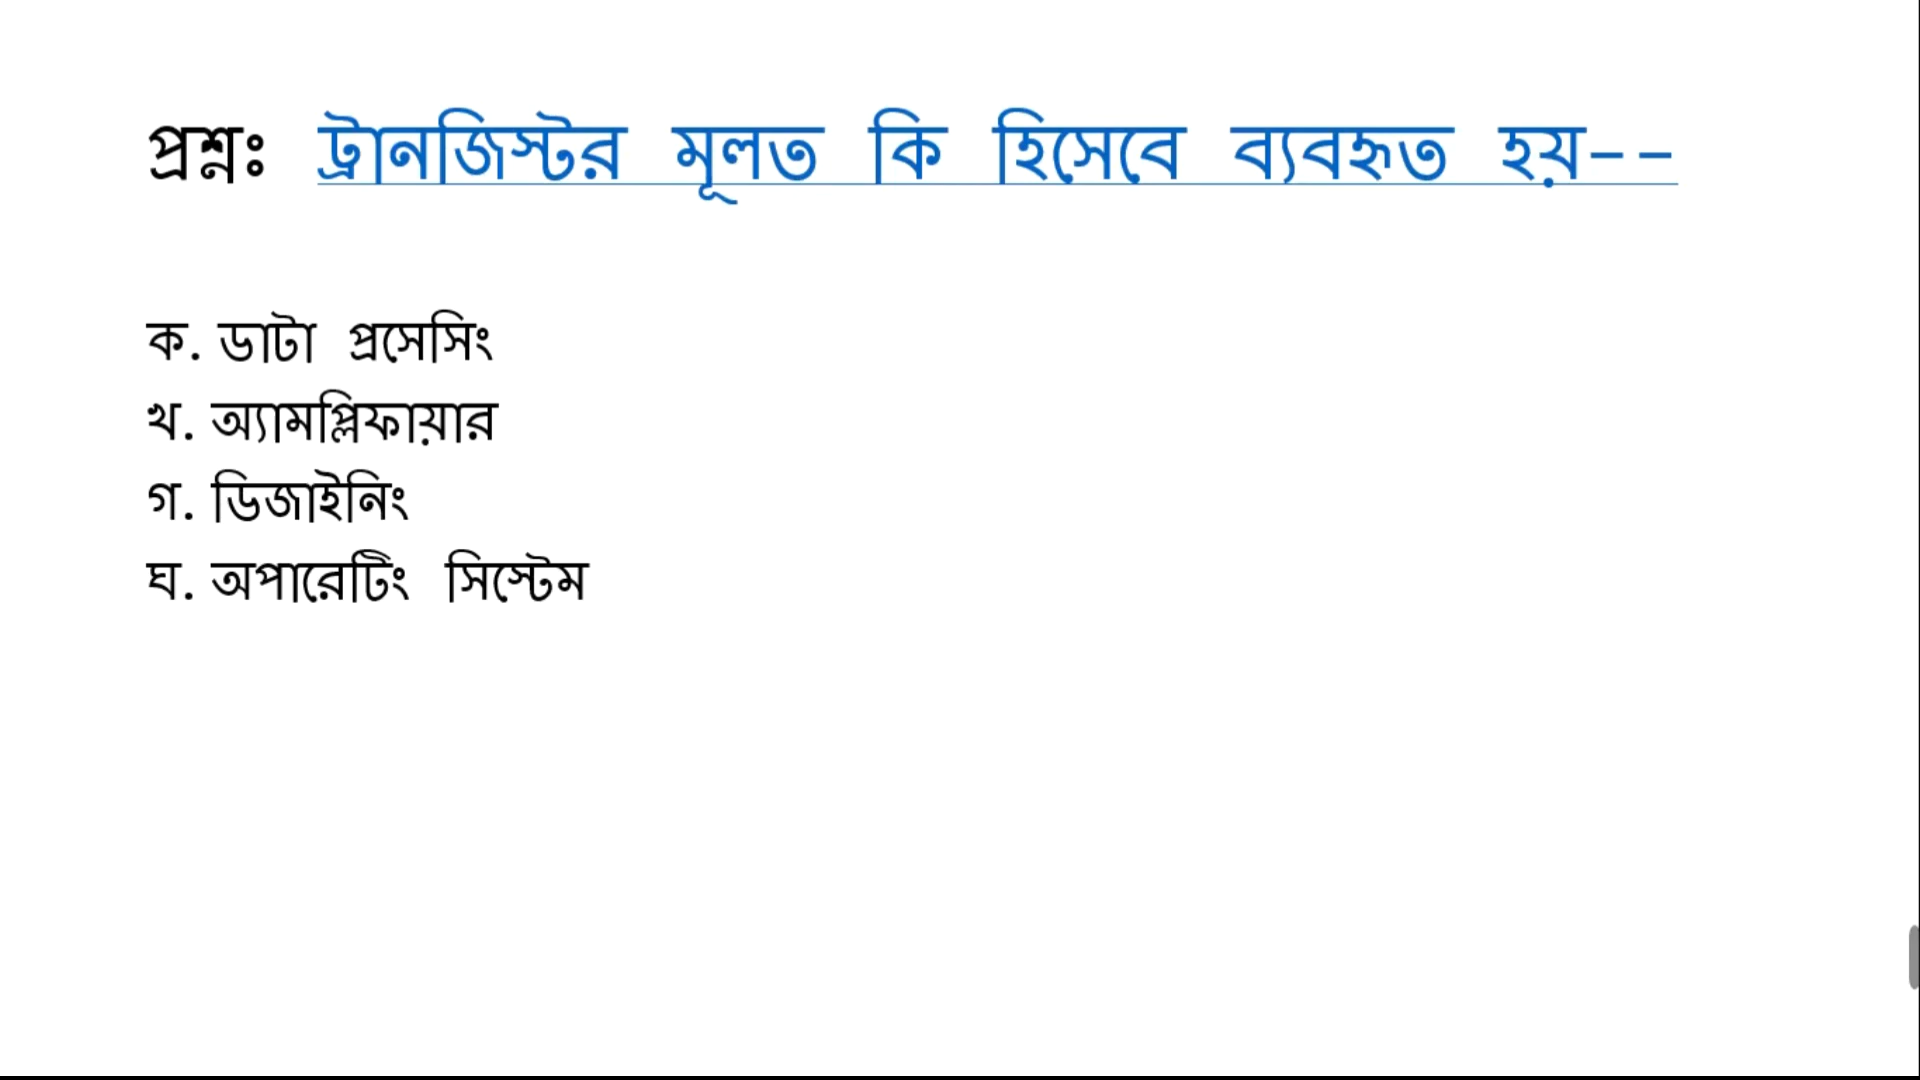 প্রশ্নঃ ট্রানজিস্টর মূলত কি হিসেবে ব্যবহৃত হয়--
ক. ডাটা প্রসেসিং
খ. অ্যামপ্লিফায়ার
গ. ডিজাইনিং
ঘ. অপারেটিং সিস্টেম